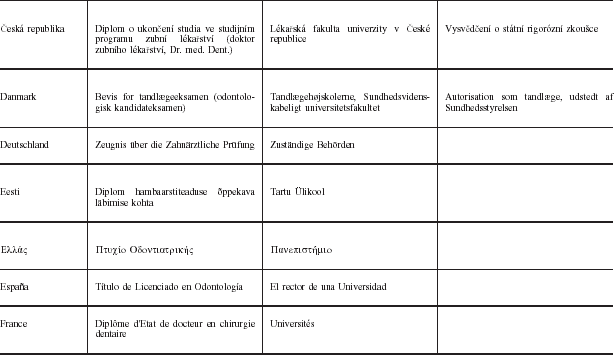 Česká republika
Diplom o ukončení studia ve studijním
programu zubní lékařství (doktor
zubního lékařství, Dr. med. Dent.)
Lékařská fakulta univerzity v České
republice
Vysvědčení o státní rigorózní zkoušce
Danmark
Bevis for tandlægeeksamen (odontolo-
gisk kandidateksamen)
Tandlægehøjskolerne, Sundhedsvidens-
kabeligt universitetsfakultet
Autorisation som tandlæge, udstedt af
Sundhedsstyrelsen
Deutschland
Zeugnis über die Zahnärztliche Prüfung
Zuständige Behörden
Eesti
Diplom hambaarstiteaduse õppekava
läbimise kohta
Tartu Ülikool
Ελλάς
Πτυχίο Οδοντιατρικής
Πανεπιστήμιο
España
Título de Licenciado en Odontología
El rector de una Universidad
France
Diplôme d'Etat de docteur en chirurgie
dentaire
Universités